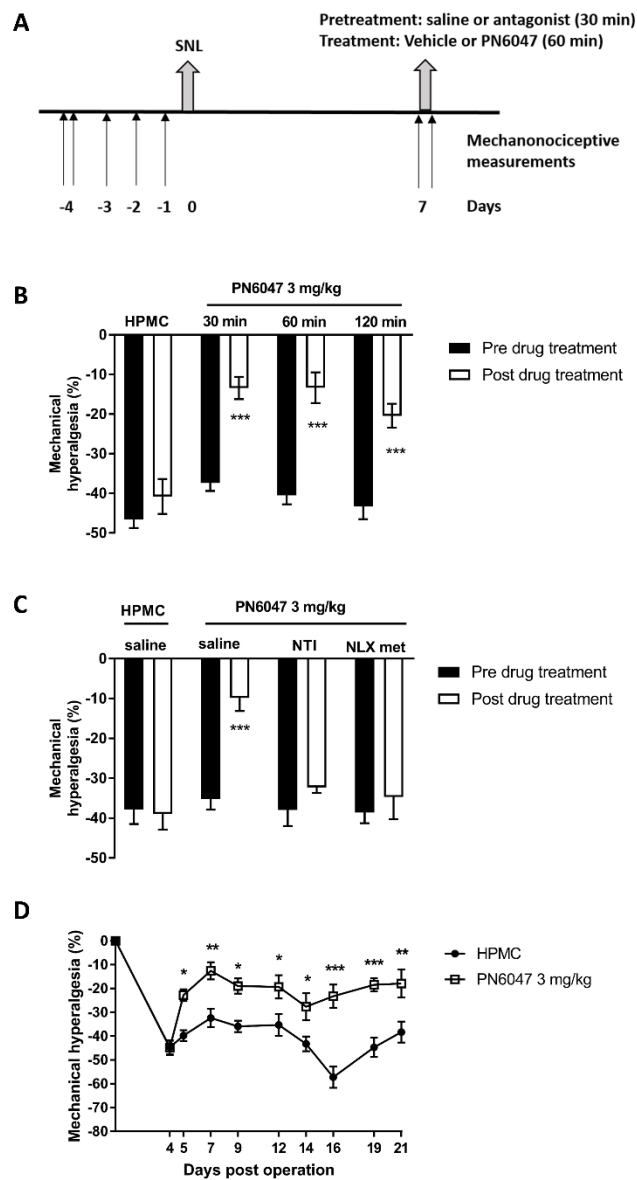 A
Pretreatment: saline or antagonist (30 min)
SNL
Treatment: Vehicle or PN6047 (60 min)
Mechanonociceptive
measurements
-4 -3 -2 -1 0 7 Days
B
PN6047 3 mg/kg
HPMC 30 min 60 min 120 min
0
-10
-20
-30
-40
-50
Mechanical
hyperalgesia (%)
*** *** ***
Pre drug treatment
Post drug treatment
C
HPMC PN6047 3 mg/kg
saline saline NTI NLX met
0
-10
-20
-30
-40
-50
Mechanical
hyperalgesia (%)
***
Pre drug treatment
Post drug treatment
D
0
-10
-20
-30
-40
-50
-60
-70
-80
Mechanical hyperalgesia (%)
* ** * * * *** *** **
HPMC
PN6047 3 mg/kg
4 5 7 9 12 14 16 19 21
Days post operation